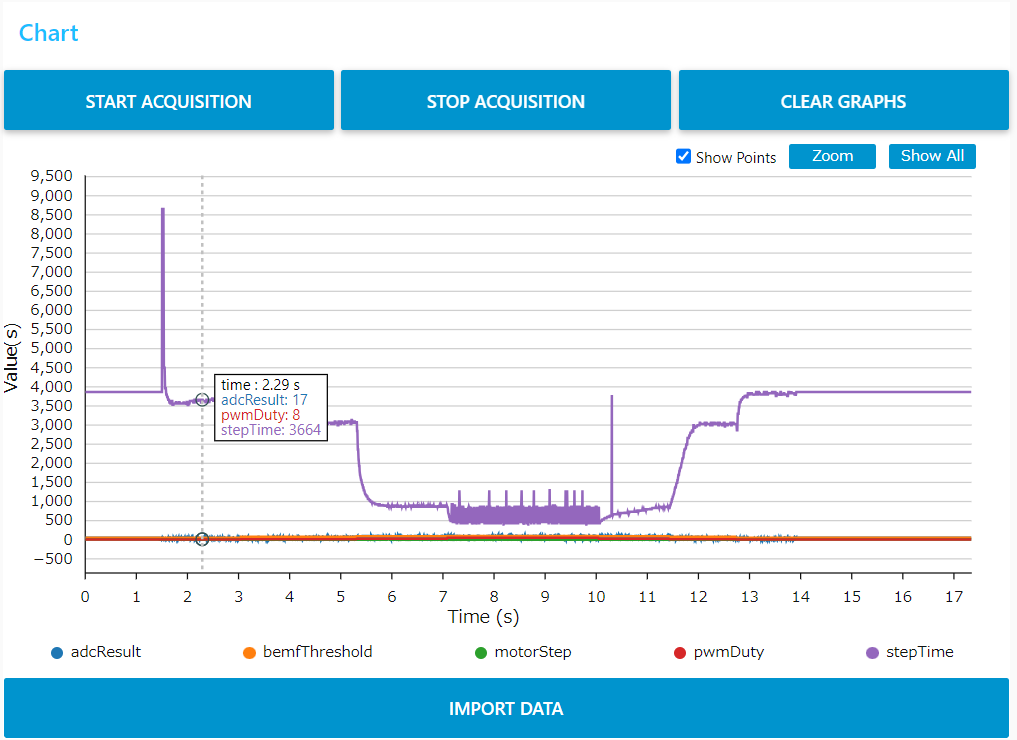 Chart
START ACQUISITION STOP ACQUISITION CLEAR GRAPHS
Show Points Zoom Show All
9,500
9,000
8,500
8,000
7,500
7,000
6,500
6,000
5,500
5,000
4,500
4,000
3,500
3,000
2,500
2,000
1,500
1,000
500
0
−500
Value(s)
time : 2.29 s
adcResult: 17
pwmDuty: 8
stepTime: 3664
0 1 2 3 4 5 6 7 8 9 10 11 12 13 14 15 16 17
Time (s)
adcResult bemfThreshold motorStep pwmDuty stepTime
IMPORT DATA